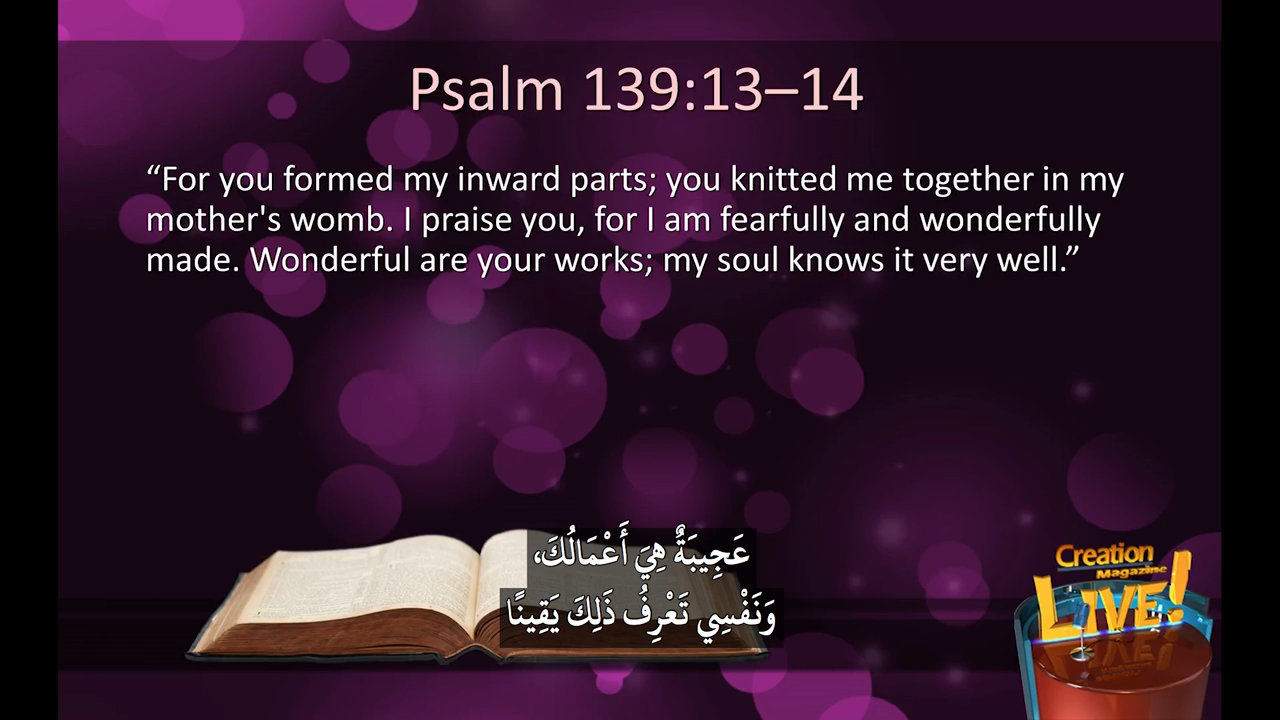 Psalm 139:13–14
“For you formed my inward parts; you knitted me together in my
mother's womb. I praise you, for I am fearfully and wonderfully
made. Wonderful are your works; my soul knows it very well.”
عَجِيبَةٌ هِيَ أَعْمَالُكَ،
وَنَفْسِي تَعْرِفُ ذَلِكَ يَقِينًا
Creation
Magazine
LIVE!